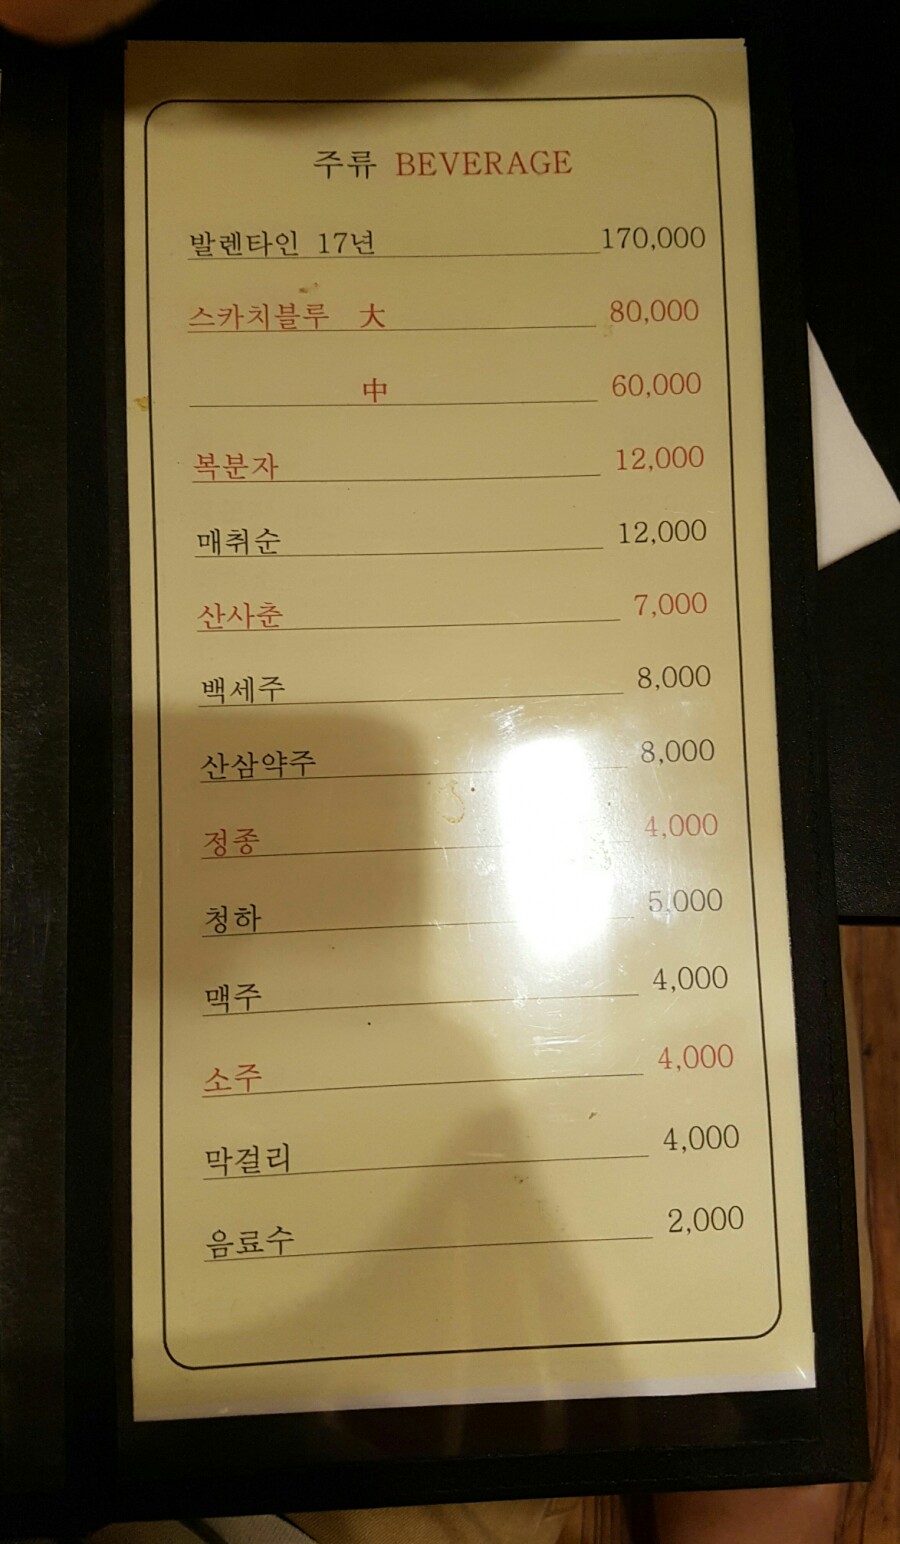 주류 BEVERAGE
발렌타인 17년 170,000
스카치블루 大 80,000
中 60,000
복분자 12,000
매취순 12,000
산사춘 7,000
백세주 8,000
산삼약주 8,000
정종 4,000
청하 5,000
맥주 4,000
소주 4,000
막걸리 4,000
음료수 2,000